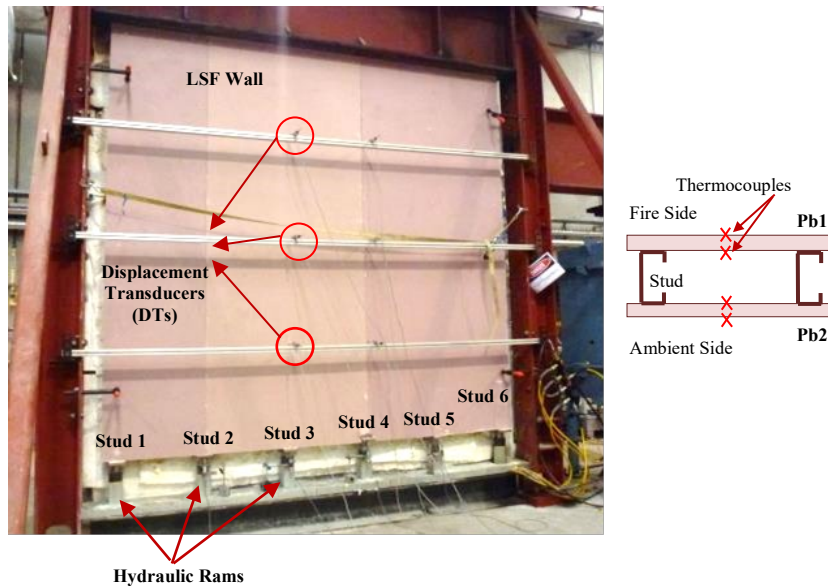 LSF Wall
Displacement
Transducers
(DTs)
Stud 1
Stud 2
Stud 3
Stud 4
Stud 5
Stud 6
Hydraulic Rams
Thermocouples
Fire Side
Pb1
Stud
Pb2
Ambient Side